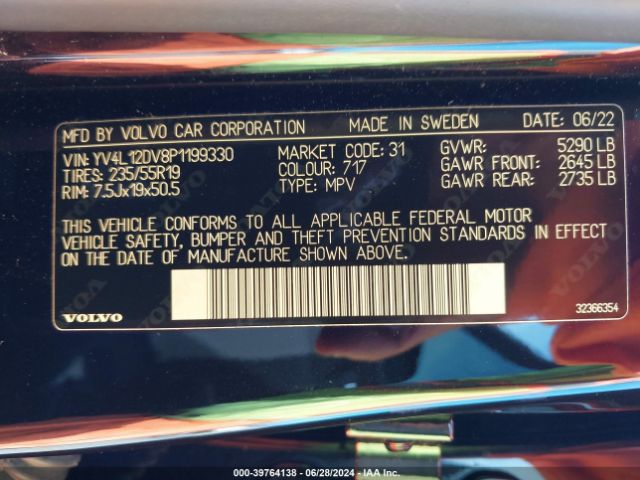 MFD BY VOLVO CAR CORPORATION MADE IN SWEDEN DATE 06/22
VIN: YV4L12DV8P1199330 MARKET CODE: 31 GVWR: 5290 LB
TIRES: 235/55R19 COLOUR: 717 GAWR FRONT: 2645 LB
RIM: 7.5Jx19x50.5 TYPE: MPV GAWR REAR: 2735 LB
THIS VEHICLE CONFORMS TO ALL APPLICABLE FEDERAL MOTOR
VEHICLE SAFETY, BUMPER AND THEFT PREVENTION STANDARDS IN EFFECT
ON THE DATE OF MANUFACTURE SHOWN ABOVE.
VOLVO 32366354
000-39764138 - 06/28/2024 - IAA Inc.